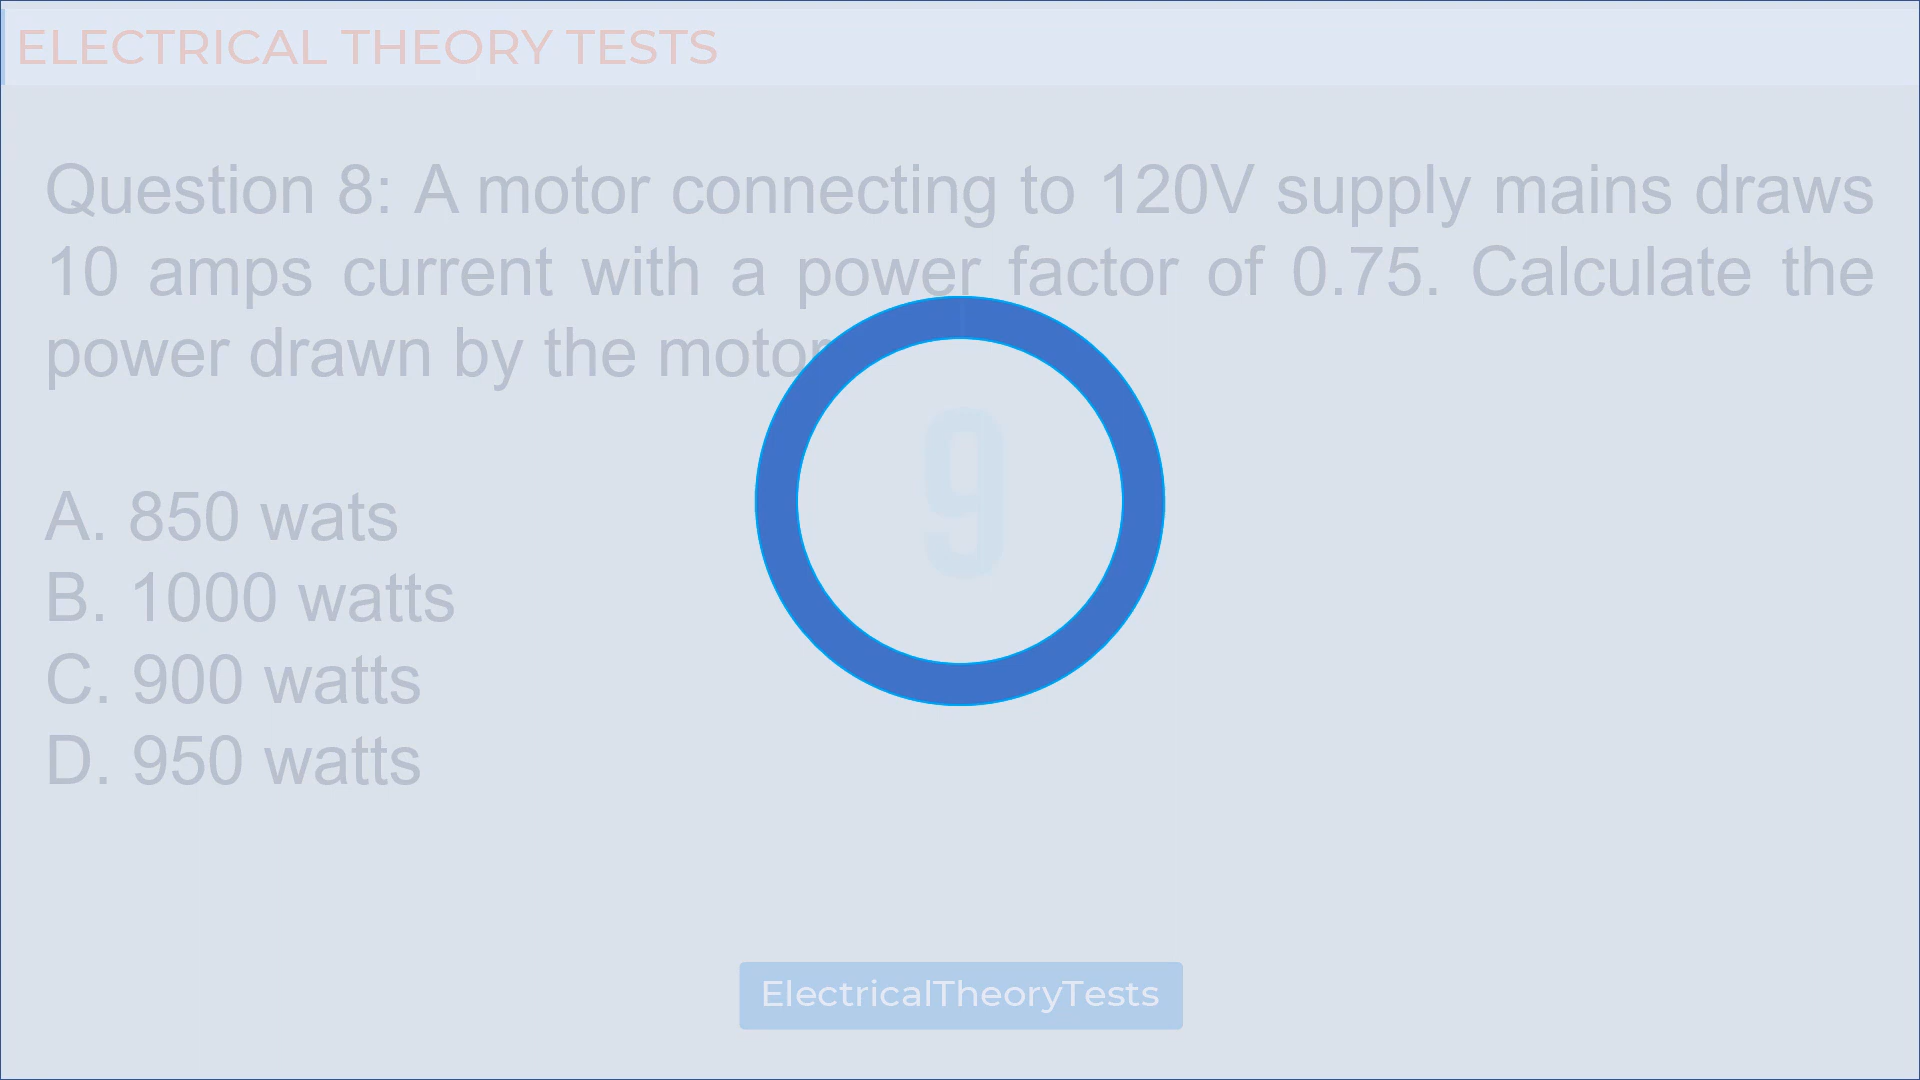 ELECTRICAL THEORY TESTS
Question 8: A motor connecting to 120V supply mains draws
10 amps current with a power factor of 0.75. Calculate the
power drawn by the motor
9
A. 850 wats
B. 1000 watts
C. 900 watts
D. 950 watts
ElectricalTheoryTests